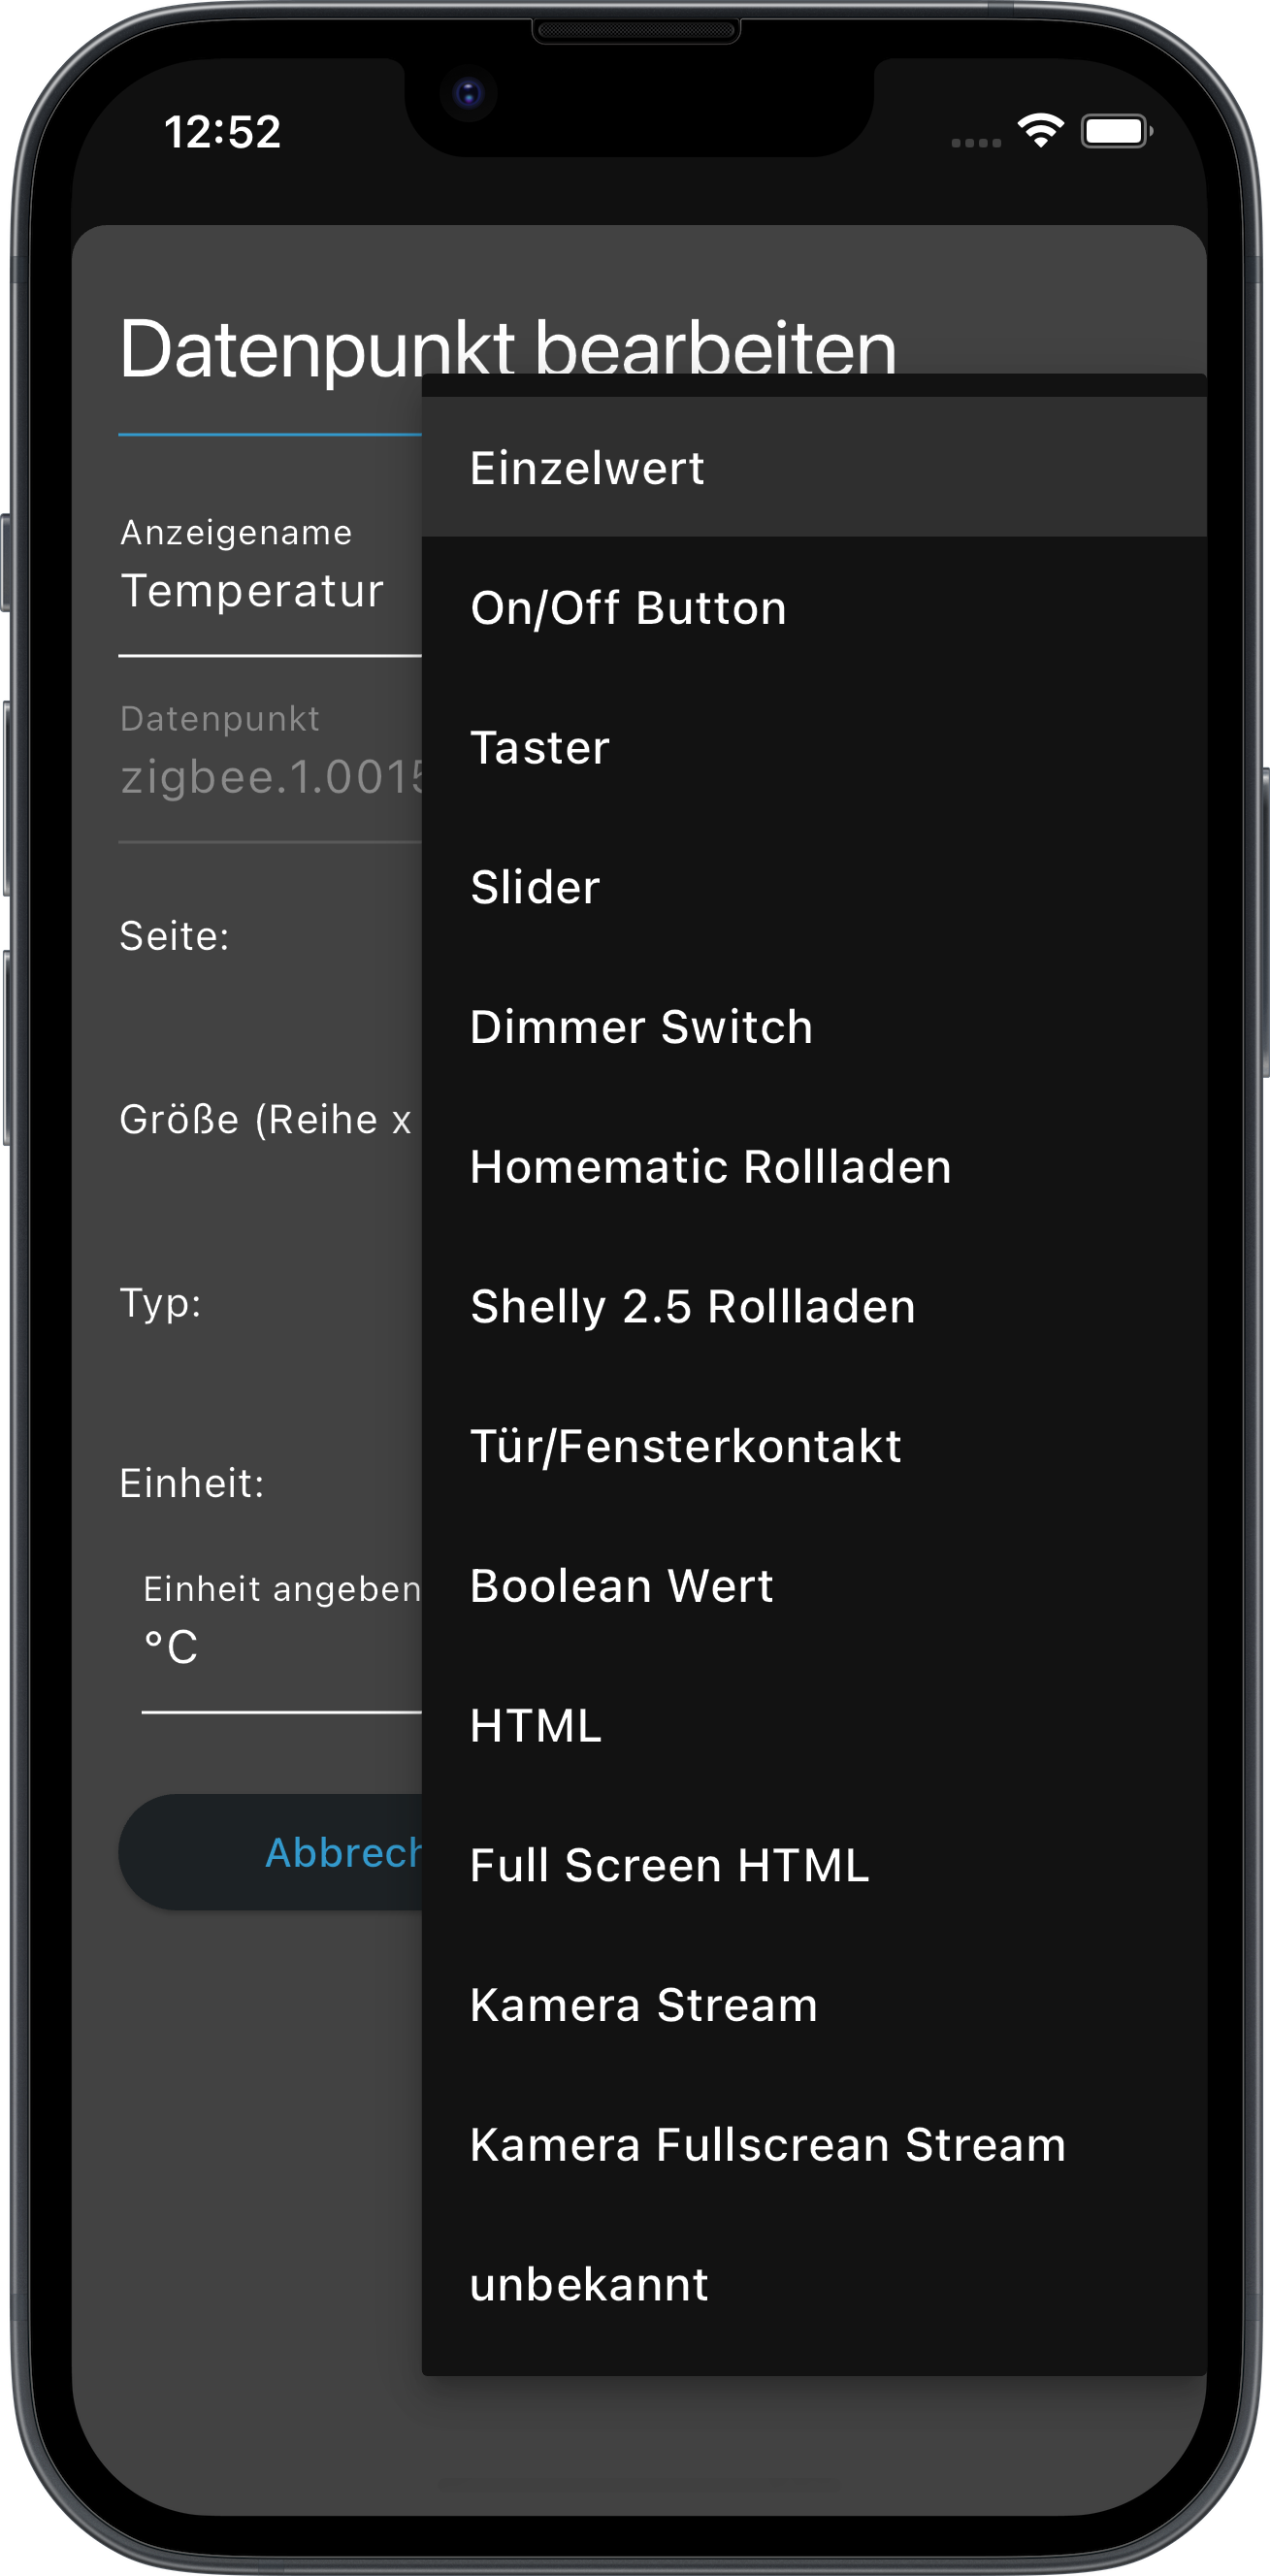 12:52
Datenpunkt bearbeiten
Anzeigename
Temperatur
Datenpunkt
zigbee.1.0015
Seite:
Größe (Reihe x
Typ:
Einheit:
Einheit angeben
°C
Abbrech
Einzelwert
On/Off Button
Taster
Slider
Dimmer Switch
Homematic Rollladen
Shelly 2.5 Rollladen
Tür/Fensterkontakt
Boolean Wert
HTML
Full Screen HTML
Kamera Stream
Kamera Fullscrean Stream
unbekannt